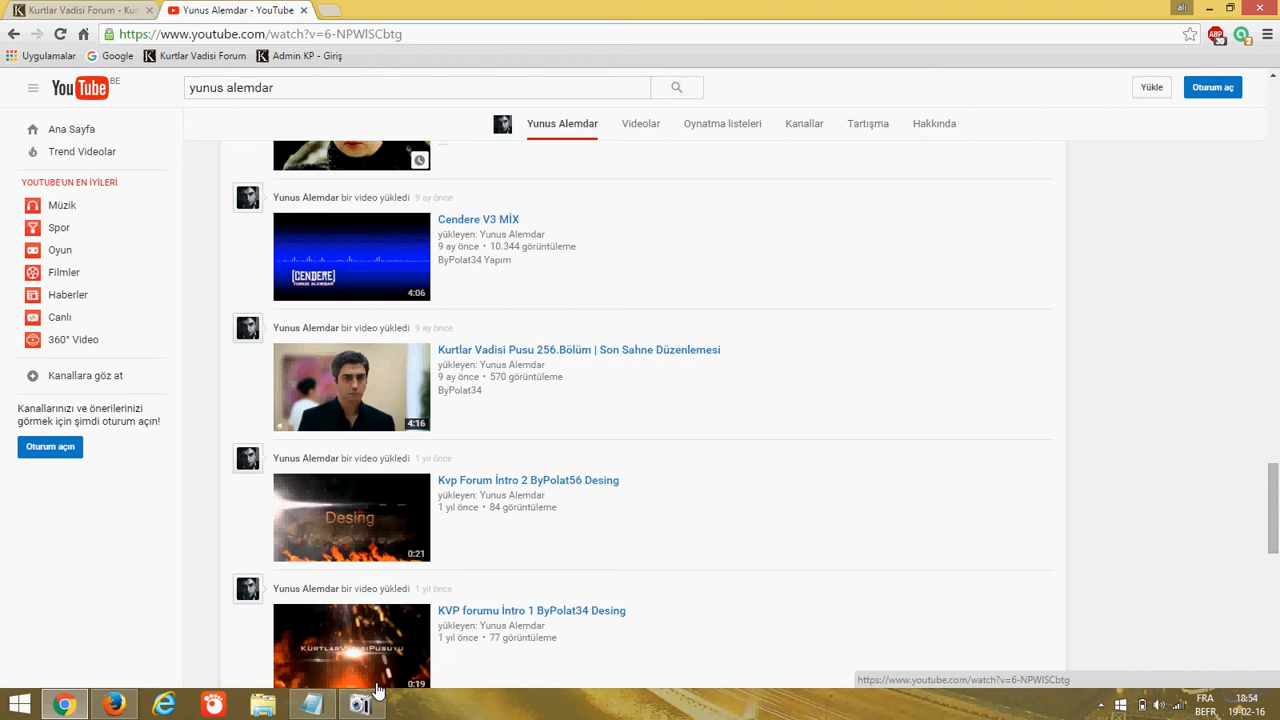 Kurtlar Vadisi Forum - Kurt
Yunus Alemdar - YouTube
ali
https://www.youtube.com/watch?v=6-NPWlSCbtg
Uygulamalar
Google
Kurtlar Vadisi Forum
Admin KP - Giriş
YouTube BE
yunus alemdar
Yükle
Oturum aç
Yunus Alemdar
Videolar
Oynatma listeleri
Kanallar
Tartışma
Hakkında
Ana Sayfa
Trend Videolar
YOUTUBE'UN EN İYİLERİ
Müzik
Spor
Oyun
Filmler
Haberler
Canlı
360° Video
Kanallara göz at
Kanallarınızı ve önerilerinizi
görmek için şimdi oturum açın!
Oturum açın
...
Yunus Alemdar bir video yükledi 9 ay önce
[CENDERE]
YUNUS ALEMDAR
4:06
Cendere V3 MİX
yükleyen: Yunus Alemdar
9 ay önce • 10.344 görüntüleme
ByPolat34 Yapım
Yunus Alemdar bir video yükledi 9 ay önce
4:16
Kurtlar Vadisi Pusu 256.Bölüm | Son Sahne Düzenlemesi
yükleyen: Yunus Alemdar
9 ay önce • 570 görüntüleme
ByPolat34
Yunus Alemdar bir video yükledi 1 yıl önce
Desing
0:21
Kvp Forum İntro 2 ByPolat56 Desing
yükleyen: Yunus Alemdar
1 yıl önce • 84 görüntüleme
Yunus Alemdar bir video yükledi 1 yıl önce
KURTLARVADISIPUSUYU
0:19
KVP forumu İntro 1 ByPolat34 Desing
yükleyen: Yunus Alemdar
1 yıl önce • 77 görüntüleme
https://www.youtube.com/watch?v=6-NPWlSCbtg
FRA
BEFR
18:54
19-02-16